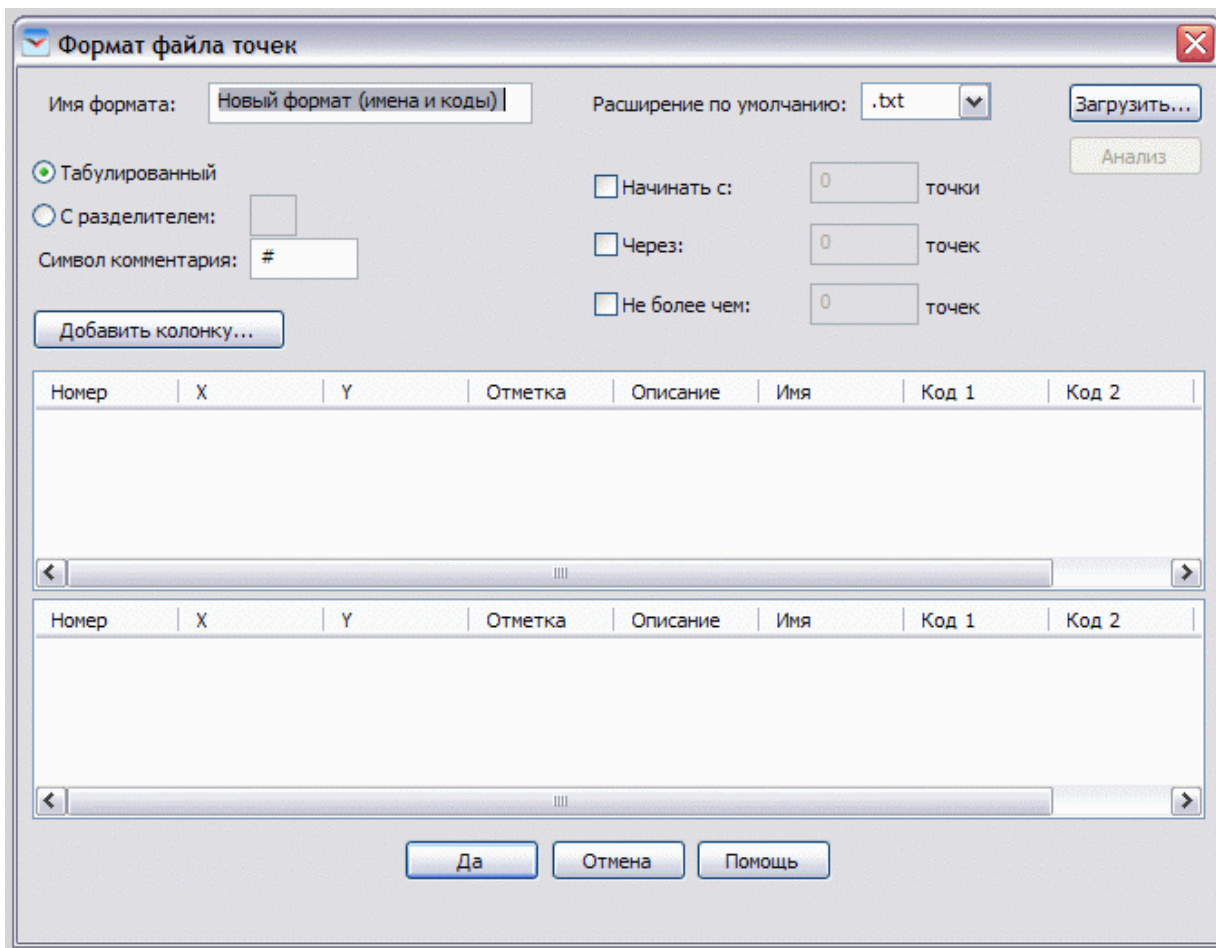 Формат файла точек
Имя формата: Новый формат (имена и коды) Расширение по умолчанию: .txt Загрузить...
Анализ
Табулированный
Начинать с: 0 точки
С разделителем:
Через: 0 точек
Символ комментария: #
Не более чем: 0 точек
Добавить колонку...
Номер X Y Отметка Описание Имя Код 1 Код 2
Номер X Y Отметка Описание Имя Код 1 Код 2
Да Отмена Помощь